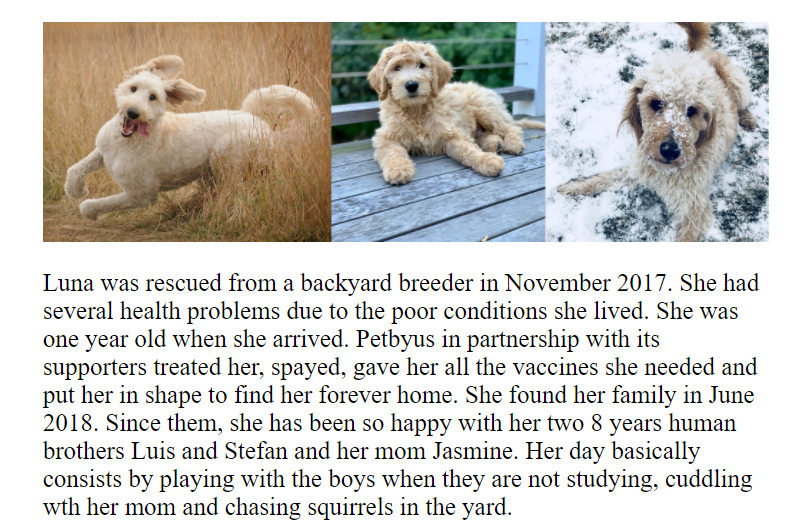 Luna was rescued from a backyard breeder in November 2017. She had
several health problems due to the poor conditions she lived. She was
one year old when she arrived. Petbyus in partnership with its
supporters treated her, spayed, gave her all the vaccines she needed and
put her in shape to find her forever home. She found her family in June
2018. Since them, she has been so happy with her two 8 years human
brothers Luis and Stefan and her mom Jasmine. Her day basically
consists by playing with the boys when they are not studying, cuddling
wth her mom and chasing squirrels in the yard.